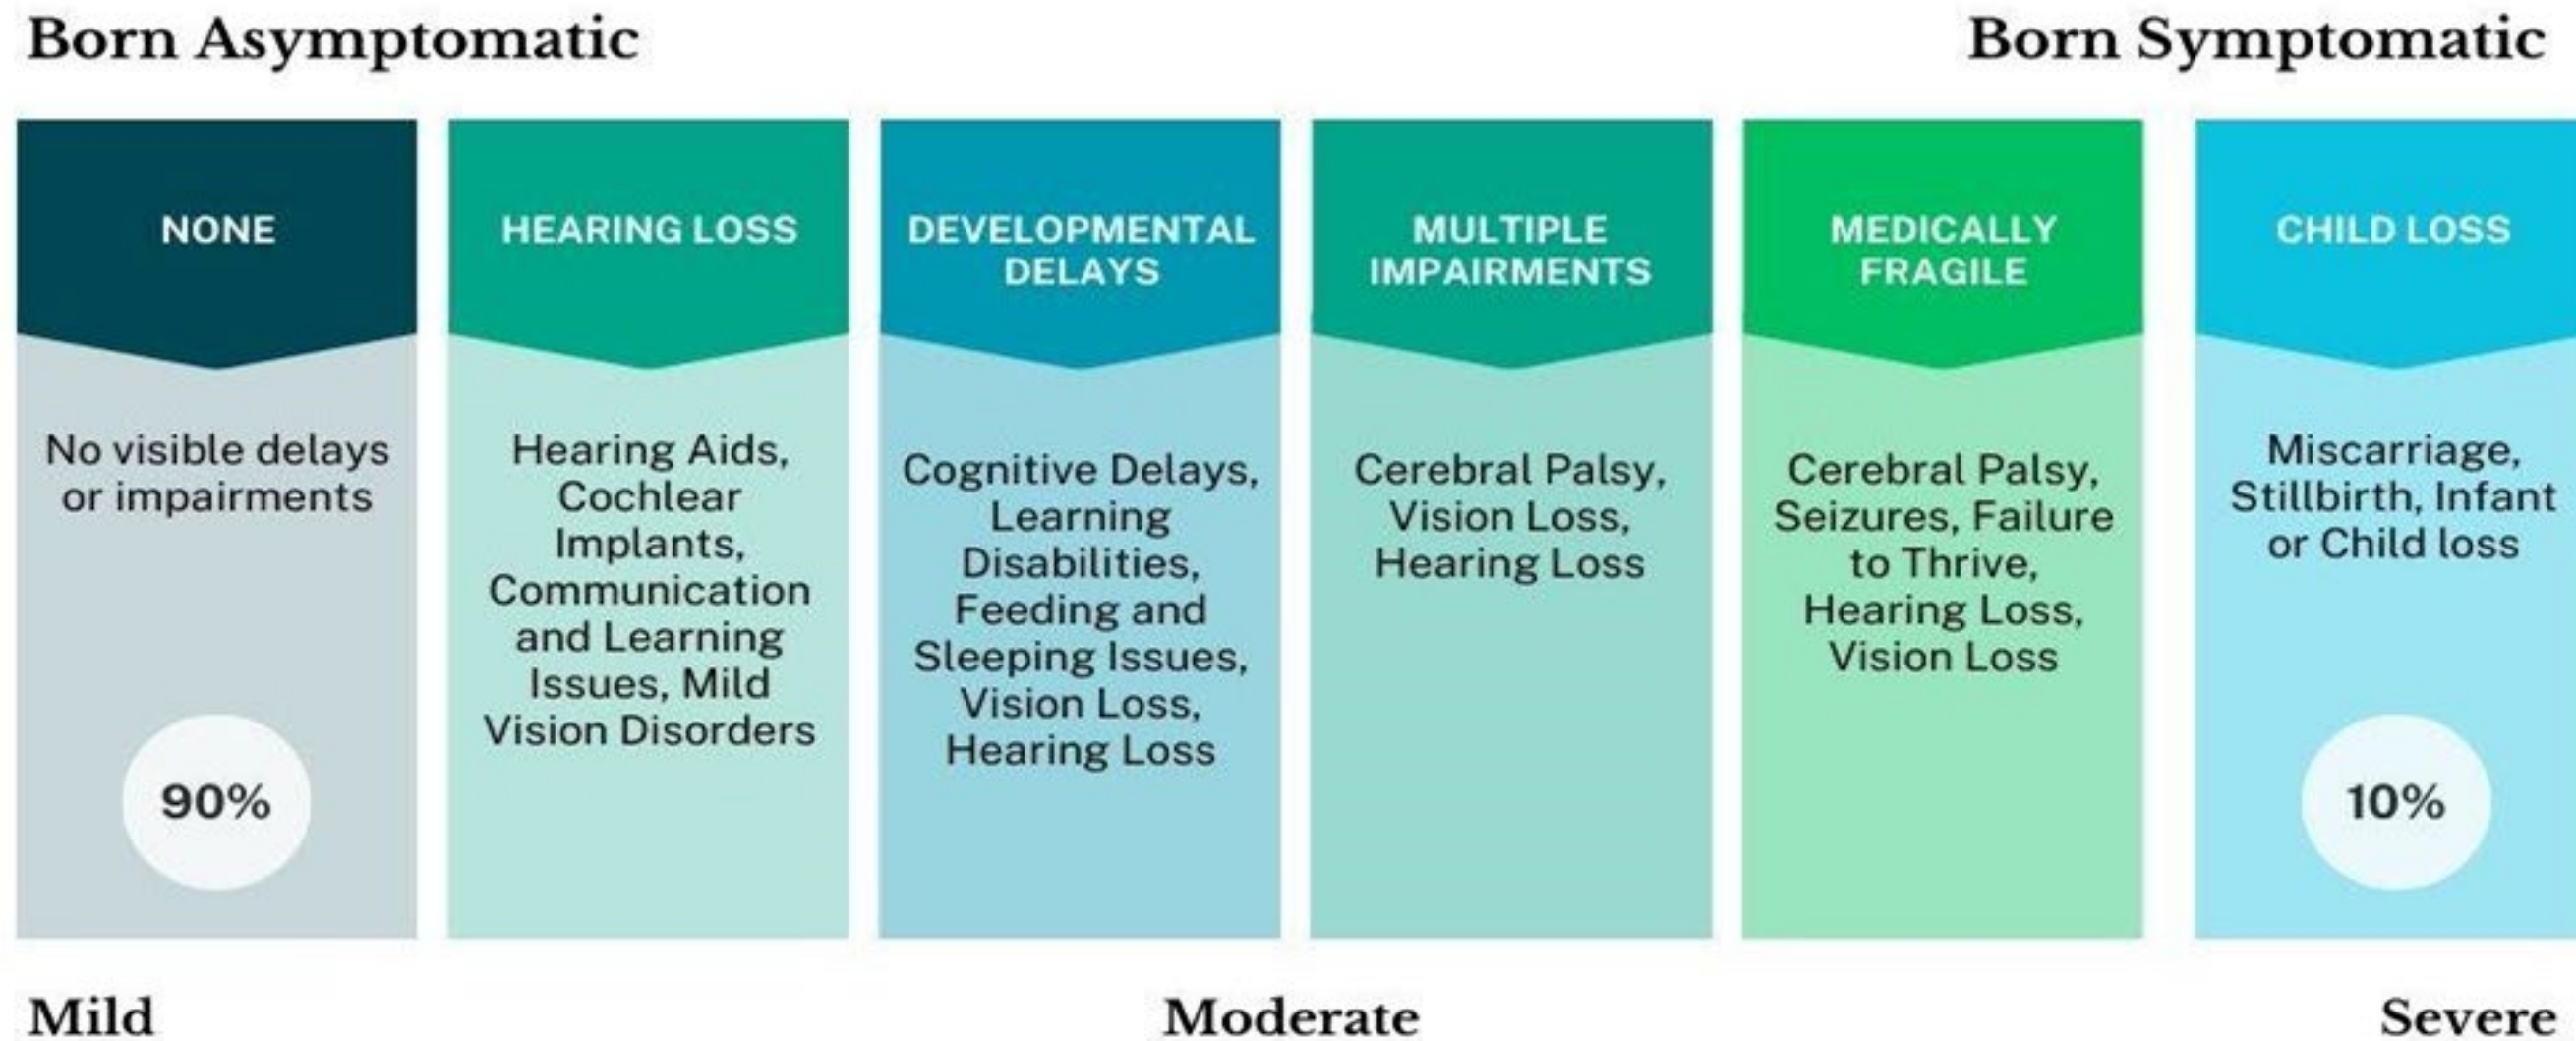 Born Asymptomatic
Born Symptomatic
NONE
No visible delays
or impairments
90%
HEARING LOSS
Hearing Aids,
Cochlear
Implants,
Communication
and Learning
Issues, Mild
Vision Disorders
DEVELOPMENTAL
DELAYS
Cognitive Delays,
Learning
Disabilities,
Feeding and
Sleeping Issues,
Vision Loss,
Hearing Loss
MULTIPLE
IMPAIRMENTS
Cerebral Palsy,
Vision Loss,
Hearing Loss
MEDICALLY
FRAGILE
Cerebral Palsy,
Seizures, Failure
to Thrive,
Hearing Loss,
Vision Loss
CHILD LOSS
Miscarriage,
Stillbirth, Infant
or Child loss
10%
Mild
Moderate
Severe